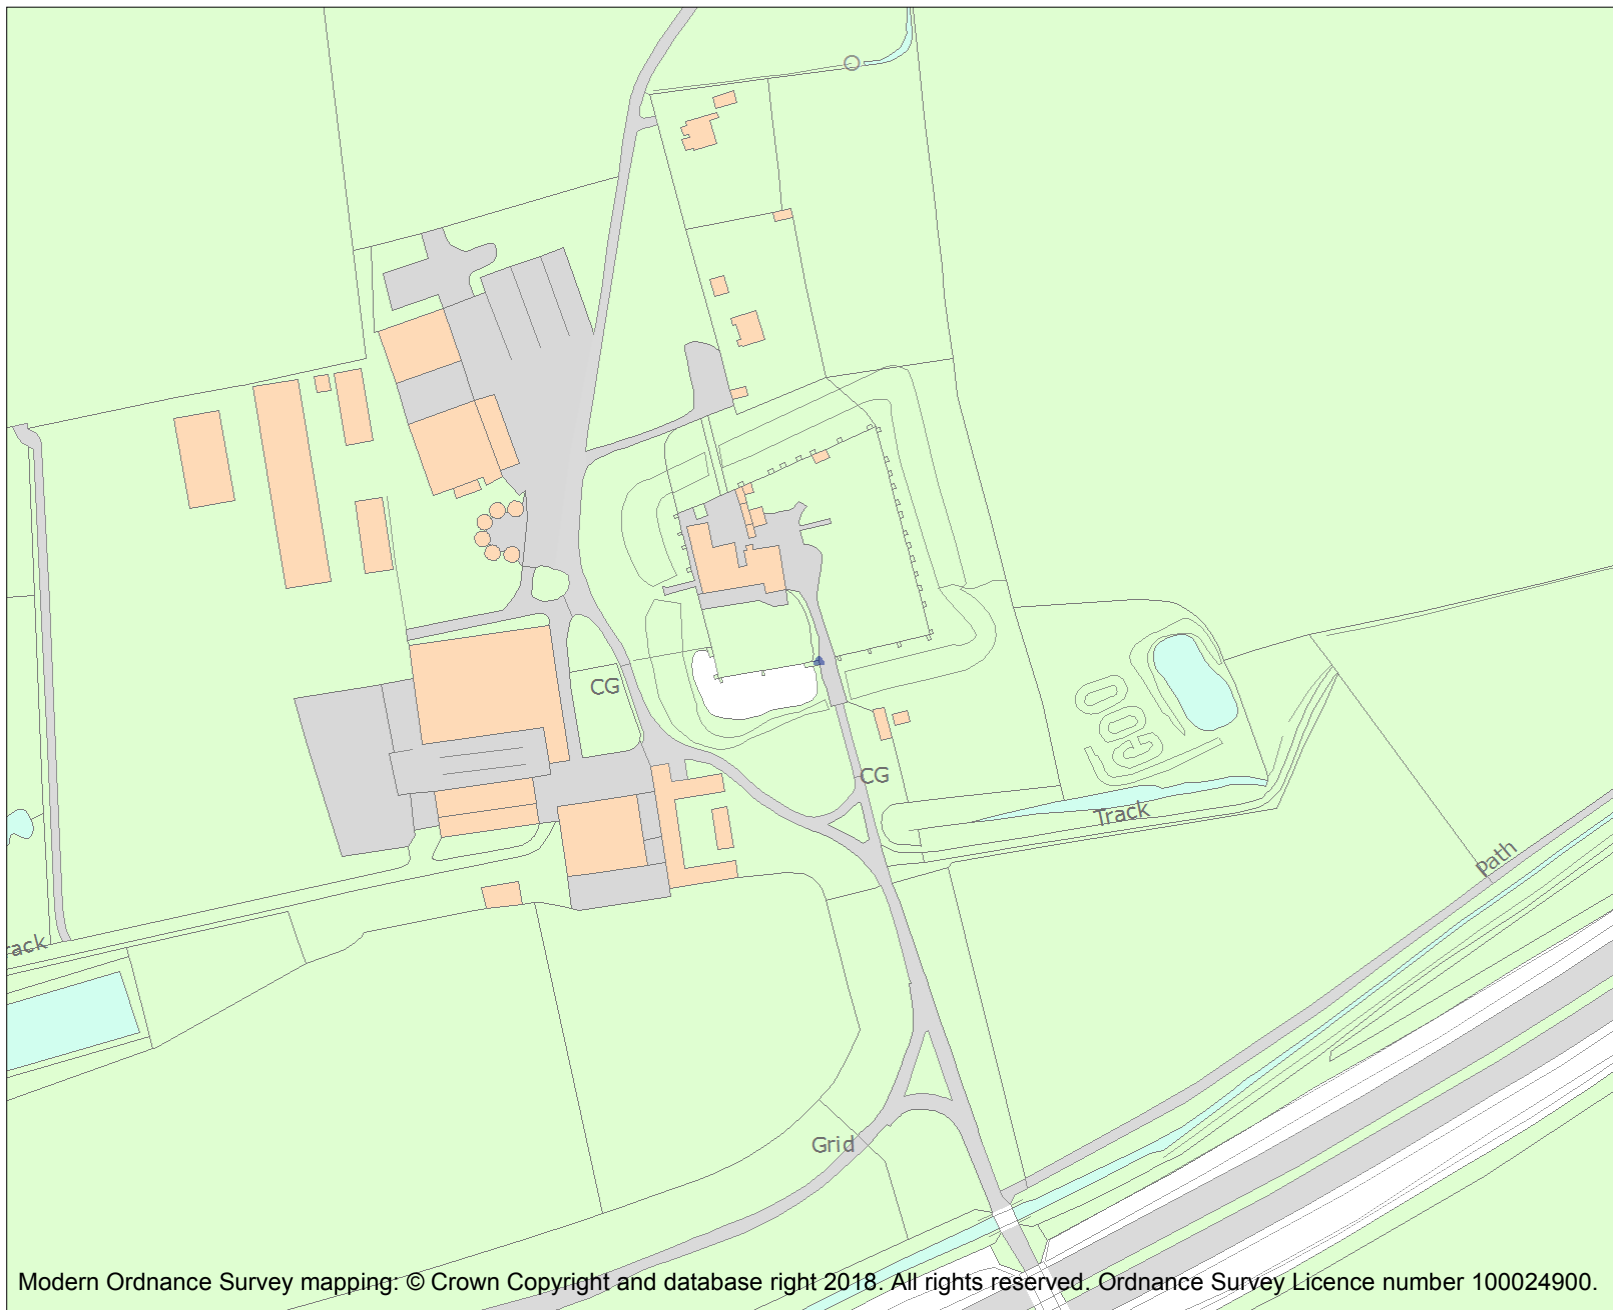 CG
CG
Track
Path
rack
Grid
Modern Ordnance Survey mapping: © Crown Copyright and database right 2018. All rights reserved. Ordnance Survey Licence number 100024900.